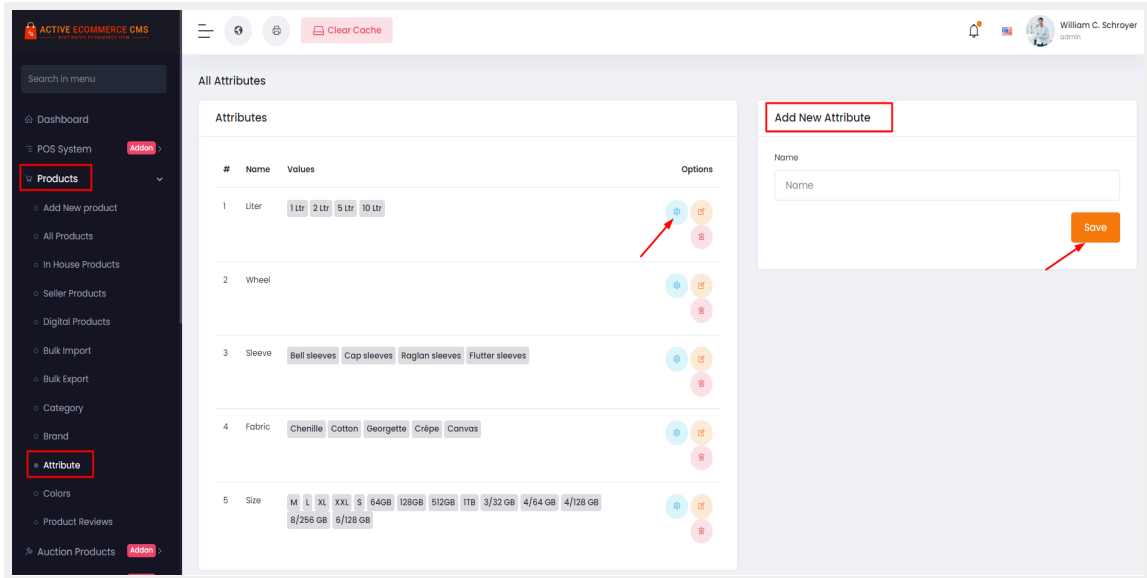 ACTIVE ECOMMERCE CMS
Clear Cache
William C. Schroyer
admin
Search in menu
Dashboard
POS System Addon
Products
Add New product
All Products
In House Products
Seller Products
Digital Products
Bulk Import
Bulk Export
Category
Brand
Attribute
Colors
Product Reviews
Auction Products Addon
All Attributes
Attributes
# Name Values Options
1 Liter 1 Ltr 2 Ltr 5 Ltr 10 Ltr
2 Wheel
3 Sleeve Bell sleeves Cap sleeves Raglan sleeves Flutter sleeves
4 Fabric Chenille Cotton Georgette Crêpe Canvas
5 Size M L XL XXL S 64GB 128GB 512GB 1TB 3/32 GB 4/64 GB 4/128 GB
8/256 GB 6/128 GB
Add New Attribute
Name
Name
Save